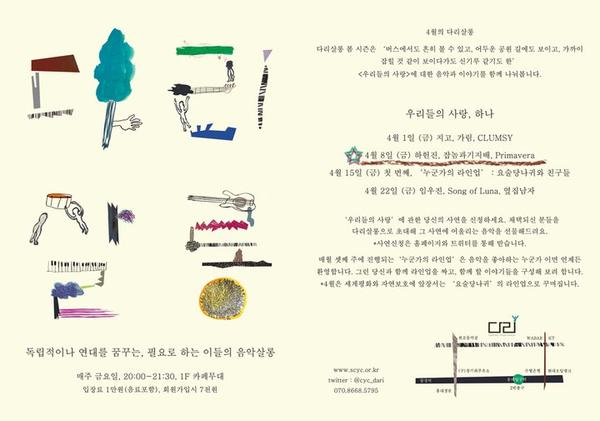 독립적이나 연대를 꿈꾸는, 필요로 하는 이들의 음악살롱
매주 금요일, 20:00-21:30, 1F 카페무대
입장료 1만원(음료포함), 회원가입시 7천원
4월의 다리살롱
다리살롱 봄 시즌은 ‘버스에서도 흔히 볼 수 있고, 어두운 공원 길에도 보이고, 가까이
잡힐 것 같이 보이다가도 신기루 같기도 한’
<우리들의 사랑>에 대한 음악과 이야기를 함께 나눠봅니다.
우리들의 사랑, 하나
4월 1일 (금) 지고, 가림, CLUMSY
4월 8일 (금) 하헌진, 잡놈과기지배, Primavera
4월 15일 (금) 첫 번째, ‘누군가의 라인업’ : 요술당나귀와 친구들
4월 22일 (금) 임우진, Song of Luna, 옆집남자
‘우리들의 사랑’에 관한 당신의 사연을 신청하세요. 채택되신 분들을
다리살롱으로 초대해 그 사연에 어울리는 음악을 선물해드려요.
*사연신청은 홈페이지와 트위터를 통해 받습니다.
매월 셋째 주에 진행되는 ‘누군가의 라인업’은 음악을 좋아하는 누군가 이면 언제든
환영합니다. 그런 당신과 함께 라인업을 짜고, 함께 할 이야기들을 구성해 보려 합니다.
*4월은 세계평화와 자연보호에 앞장서는 ‘요술당나귀’의 라인업으로 꾸며집니다.
www.scyc.or.kr
twitter : @cyc_dari
070.8668.5795
홍대입구역
2번출구